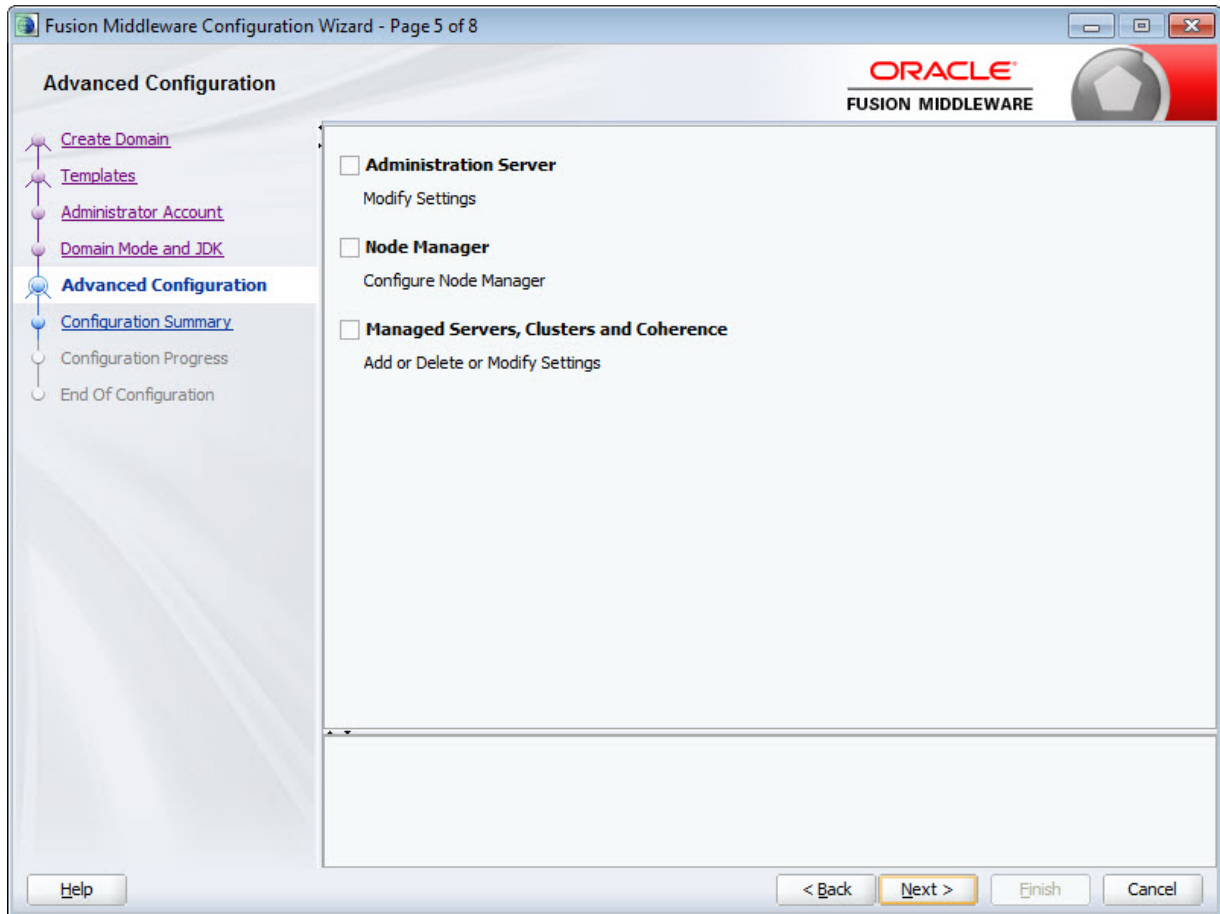 Fusion Middleware Configuration Wizard - Page 5 of 8
Advanced Configuration
ORACLE
FUSION MIDDLEWARE
Create Domain
Templates
Administrator Account
Domain Mode and JDK
Advanced Configuration
Configuration Summary
Configuration Progress
End Of Configuration
Administration Server
Modify Settings
Node Manager
Configure Node Manager
Managed Servers, Clusters and Coherence
Add or Delete or Modify Settings
Help
< Back
Next >
Finish
Cancel